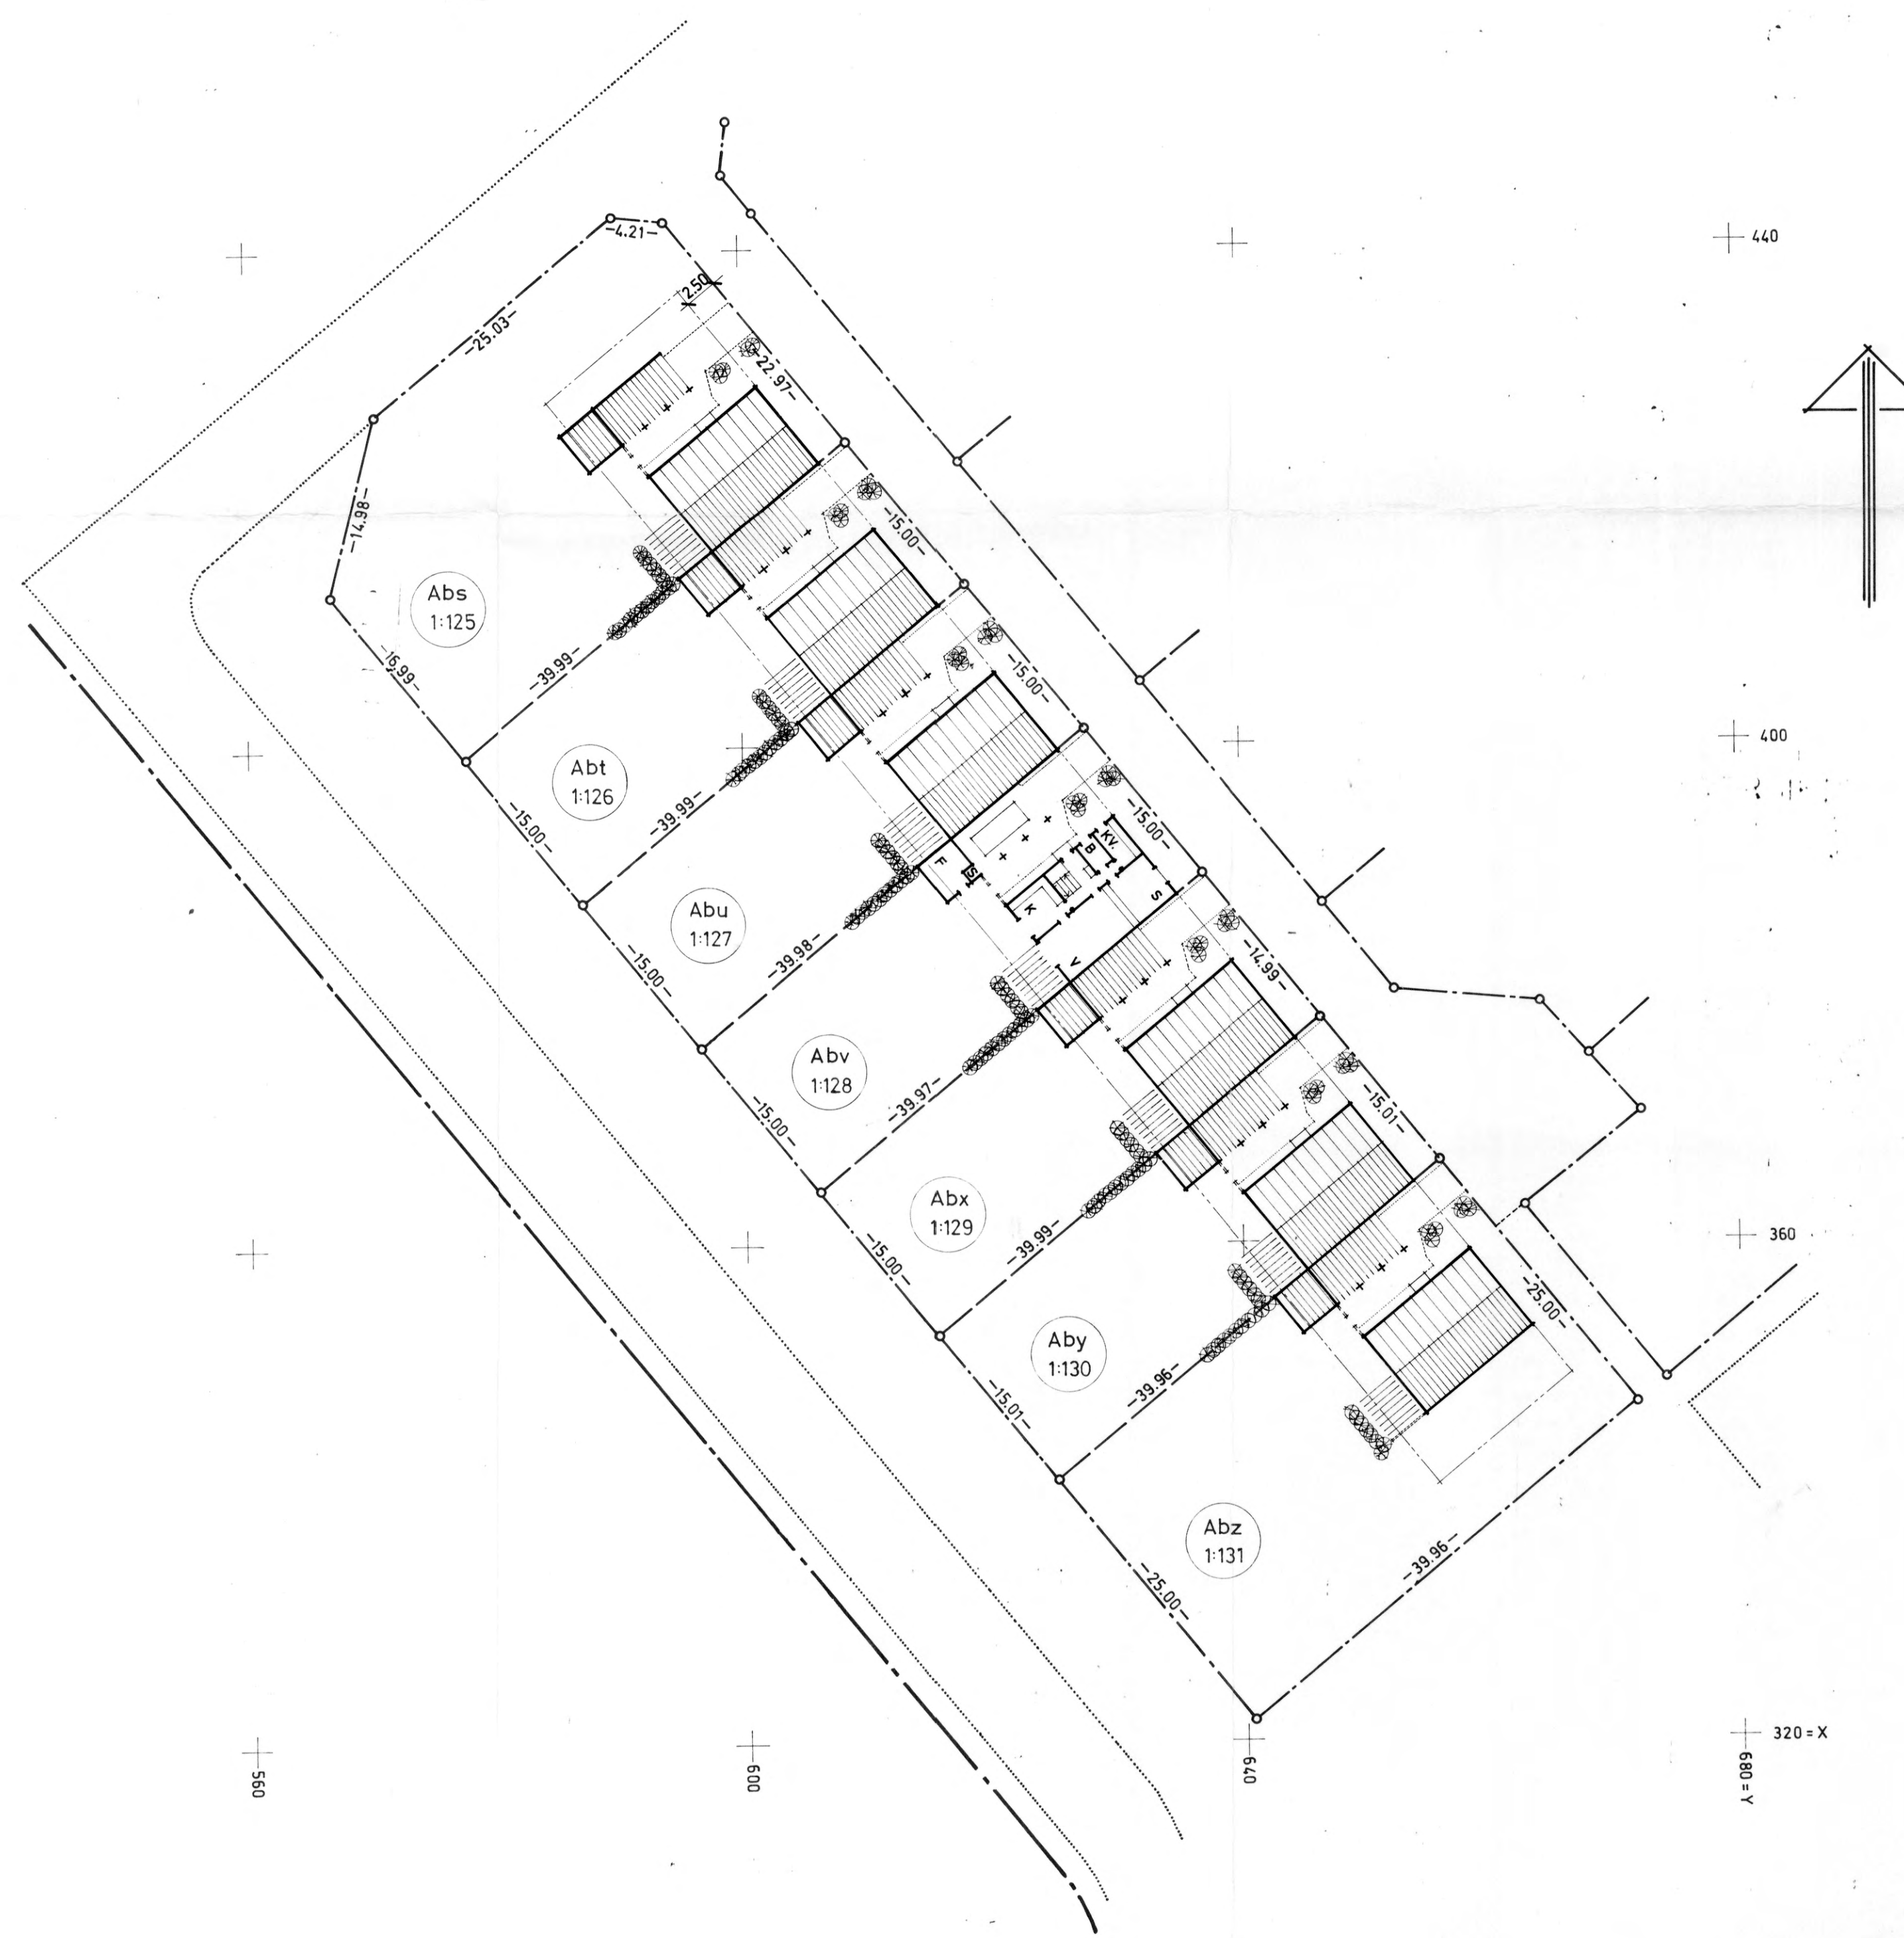 440
-4.21-
2.50
-25.03-
-22.97-
-14.98-
-15.00-
Abs
1:125
-16.99-
-39.99-
-15.00-
400
Abt
1:126
-15.00-
-39.99-
-15.00-
KV.
B
F
S
K
S
V
Abu
1:127
-15.00-
-39.98-
-14.99-
Abv
1:128
-15.00-
-39.97-
-15.01-
Abx
1:129
-15.00-
-39.99-
360
-25.00-
Aby
1:130
-15.01-
-39.96-
Abz
1:131
-25.00-
-39.96-
320=X
560
600
640
680=Y